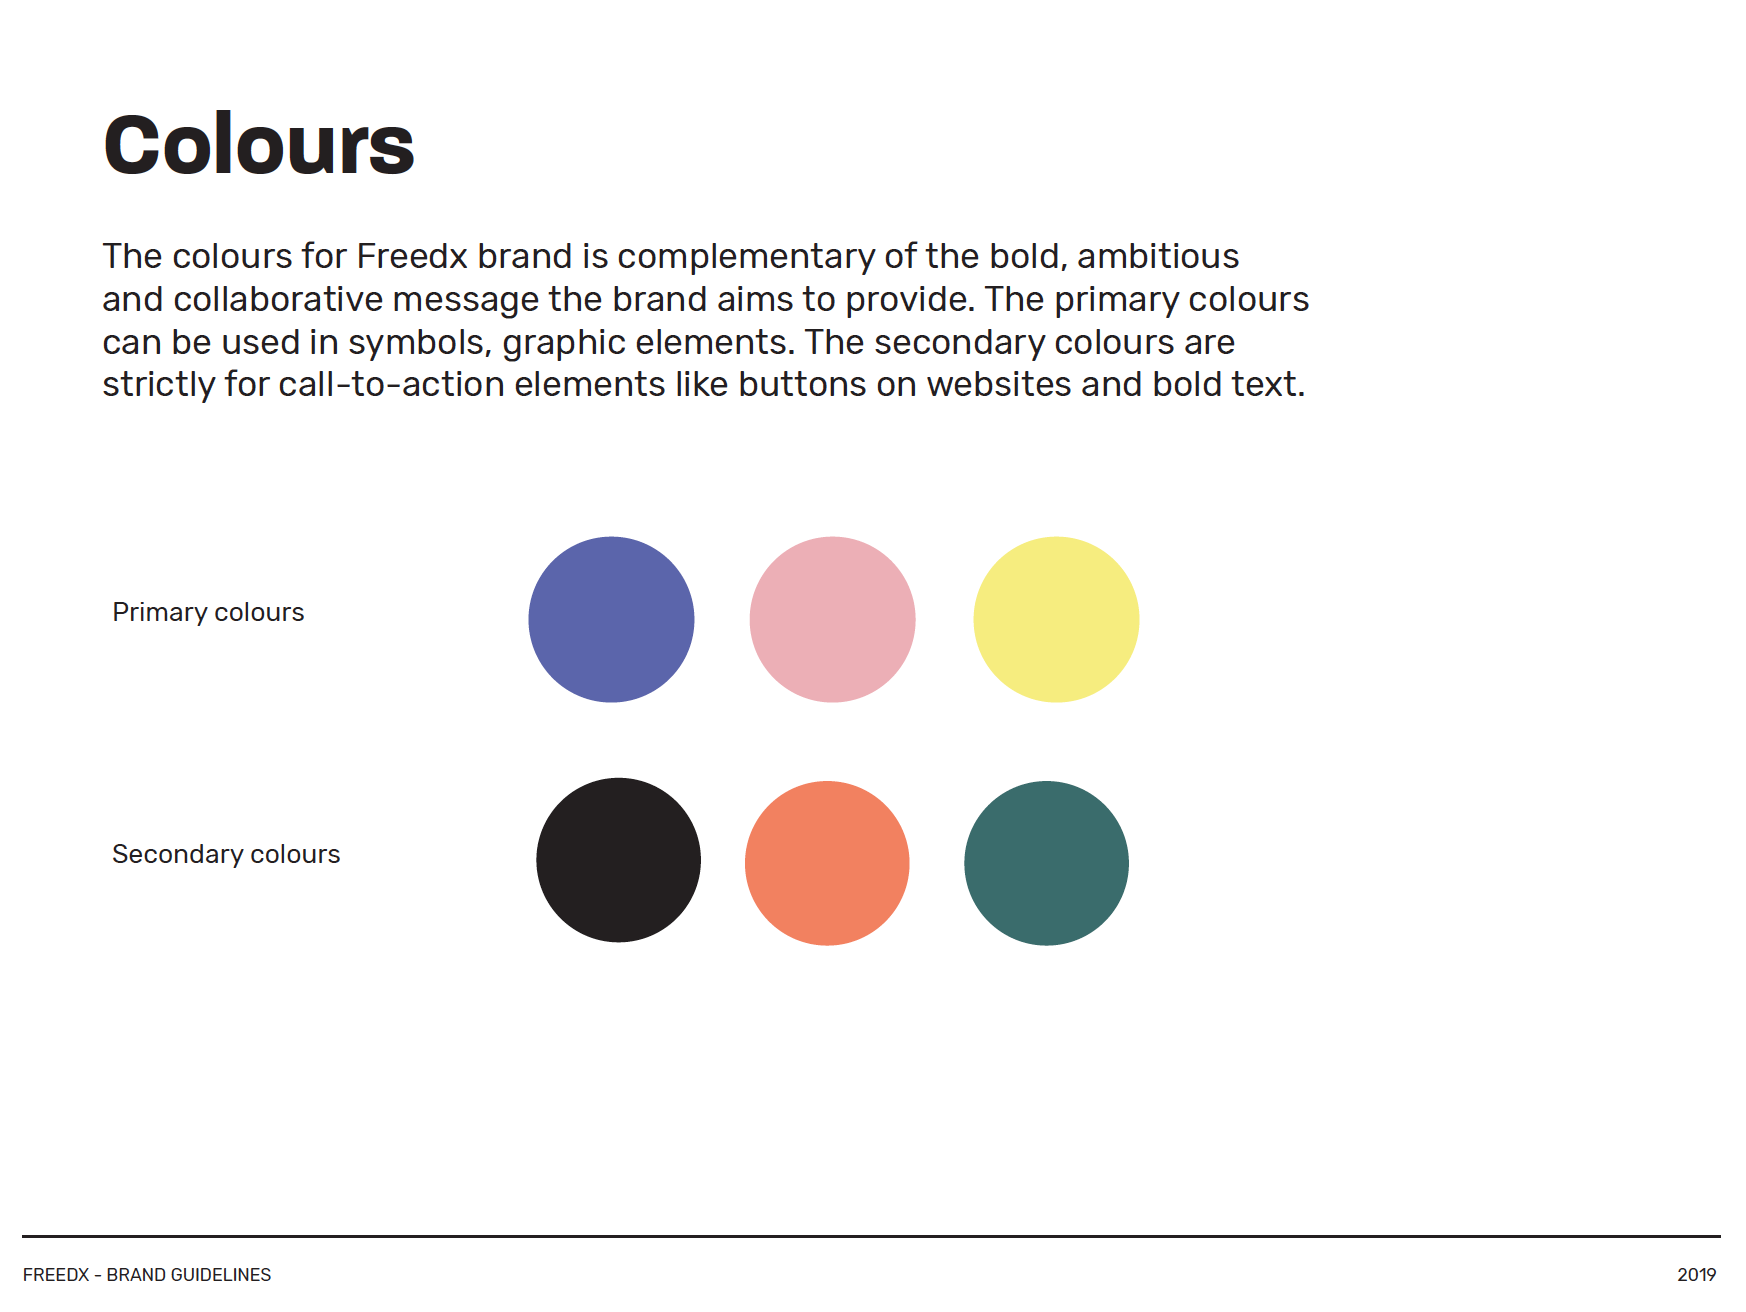 Colours
The colours for Freedx brand is complementary of the bold, ambitious
and collaborative message the brand aims to provide. The primary colours
can be used in symbols, graphic elements. The secondary colours are
strictly for call-to-action elements like buttons on websites and bold text.
Primary colours
Secondary colours
FREEDX - BRAND GUIDELINES
2019